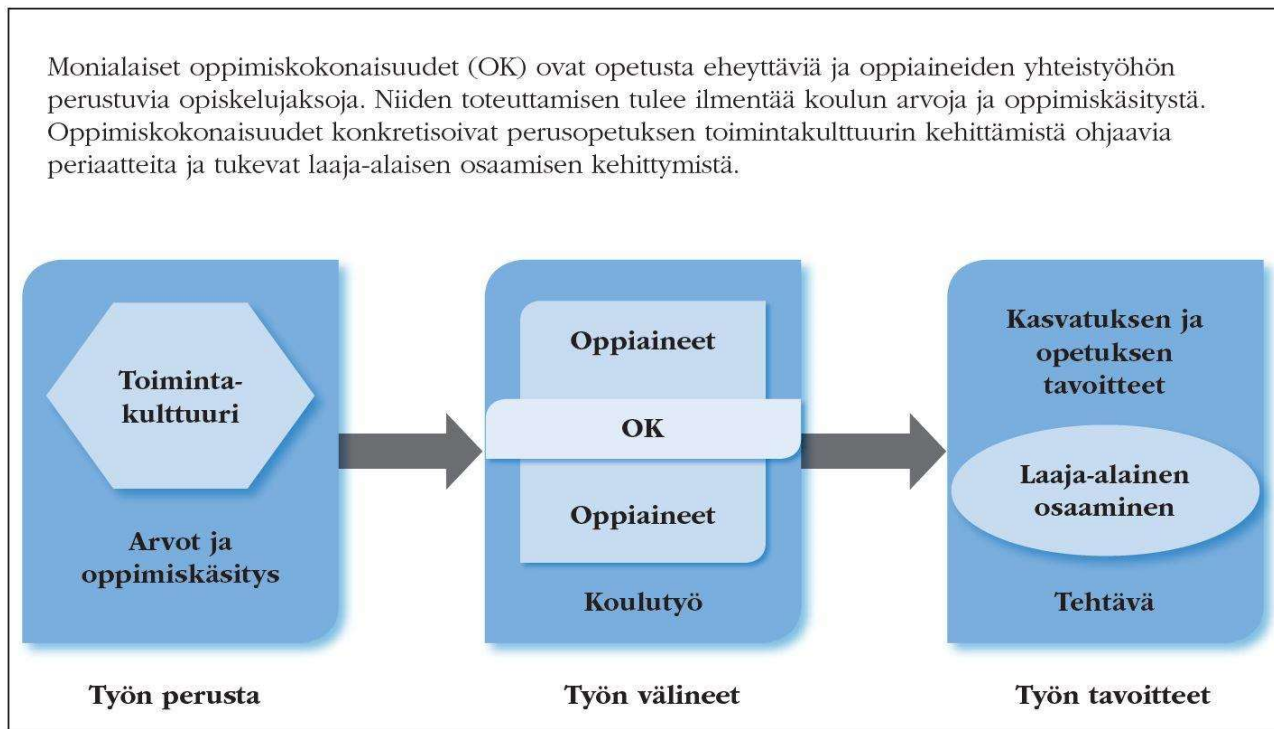 Monialaiset oppimiskokonaisuudet (OK) ovat opetusta eheyttäviä ja oppiaineiden yhteistyöhön
perustuvia opiskelujaksoja. Niiden toteuttamisen tulee ilmentää koulun arvoja ja oppimiskäsitystä.
Oppimiskokonaisuudet konkretisoivat perusopetuksen toimintakulttuurin kehittämistä ohjaavia
periaatteita ja tukevat laaja-alaisen osaamisen kehittymistä.
Toiminta-
kulttuuri
Arvot ja
oppimiskäsitys
Työn perusta
Oppiaineet
OK
Oppiaineet
Koulutyö
Työn välineet
Kasvatuksen ja
opetuksen
tavoitteet
Laaja-alainen
osaaminen
Tehtävä
Työn tavoitteet